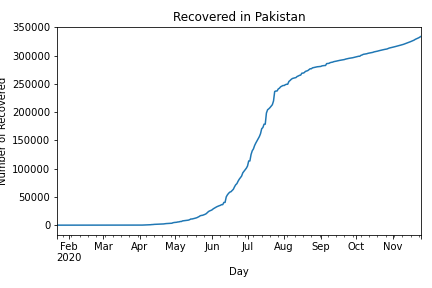 Recovered in Pakistan
350000
300000
250000
200000
150000
100000
50000
0
Number of Recovered
Feb Mar Apr May Jun Jul Aug Sep Oct Nov
2020
Day